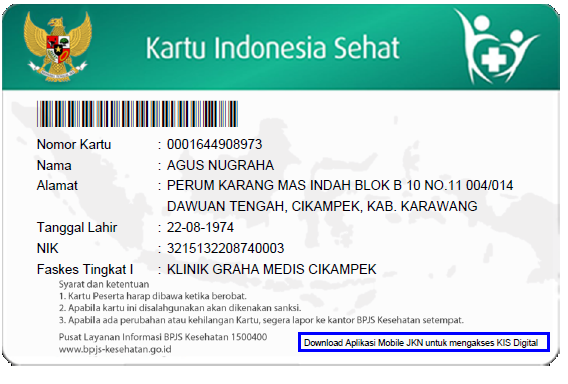 Kartu Indonesia Sehat
Nomor Kartu : 0001644908973
Nama : AGUS NUGRAHA
Alamat : PERUM KARANG MAS INDAH BLOK B 10 NO.11 004/014
DAWUAN TENGAH, CIKAMPEK, KAB. KARAWANG
Tanggal Lahir : 22-08-1974
NIK : 3215132208740003
Faskes Tingkat I : KLINIK GRAHA MEDIS CIKAMPEK
Syarat dan ketentuan
1. Kartu Peserta harap dibawa ketika berobat.
2. Apabila kartu ini disalahgunakan akan dikenakan sanksi.
3. Apabila ada perubahan atau kehilangan Kartu, segera lapor ke kantor BPJS Kesehatan setempat.
Pusat Layanan Informasi BPJS Kesehatan 1500400
www.bpjs-kesehatan.go.id
Download Aplikasi Mobile JKN untuk mengakses KIS Digital